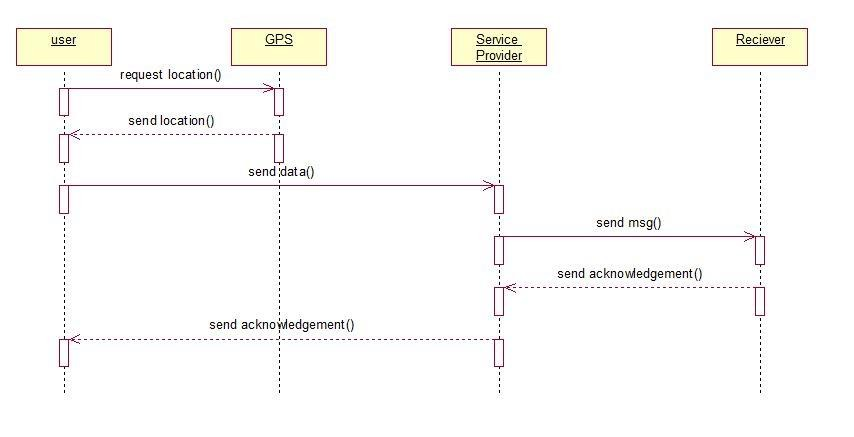 user
GPS
Service
Provider
Reciever
request location()
send location()
send data()
send msg()
send acknowledgement()
send acknowledgement()